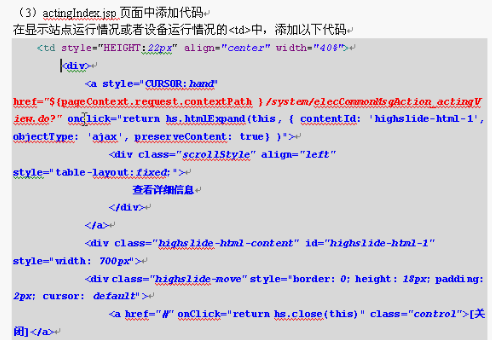 （3）actingIndex.jsp 页面中添加代码
在显示站点运行情况或者设备运行情况的<td>中，添加以下代码
<td style="HEIGHT:22px" align="center" width="40%">
<div>
<a style="CURSOR:hand"
href="${pageContext.request.contextPath }/system/elecCommonMsgAction_actingV
iew.do?" onClick="return hs.htmlExpand(this, { contentId: 'highslide-html-1',
objectType: 'ajax', preserveContent: true} )">
<div class="scrollStyle" align="left"
style="table-layout:fixed;">
查看详细信息
</div>
</a>
<div class="highslide-html-content" id="highslide-html-1"
style="width: 700px">
<div class="highslide-move" style="border: 0; height: 18px; padding:
2px; cursor: default">
<a href="#" onClick="return hs.close(this)" class="control">[关
闭]</a>